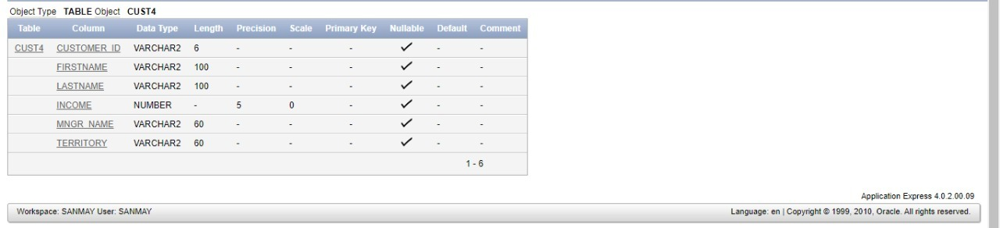 Object Type TABLE Object CUST4
Table Column Data Type Length Precision Scale Primary Key Nullable Default Comment
CUST4 CUSTOMER_ID VARCHAR2 6 - - - ✓ - -
FIRSTNAME VARCHAR2 100 - - - ✓ - -
LASTNAME VARCHAR2 100 - - - ✓ - -
INCOME NUMBER - 5 0 - ✓ - -
MNGR_NAME VARCHAR2 60 - - - ✓ - -
TERRITORY VARCHAR2 60 - - - ✓ - -
1 - 6
Application Express 4.0.2.00.09
Workspace: SANMAY User: SANMAY Language: en | Copyright © 1999, 2010, Oracle. All rights reserved.